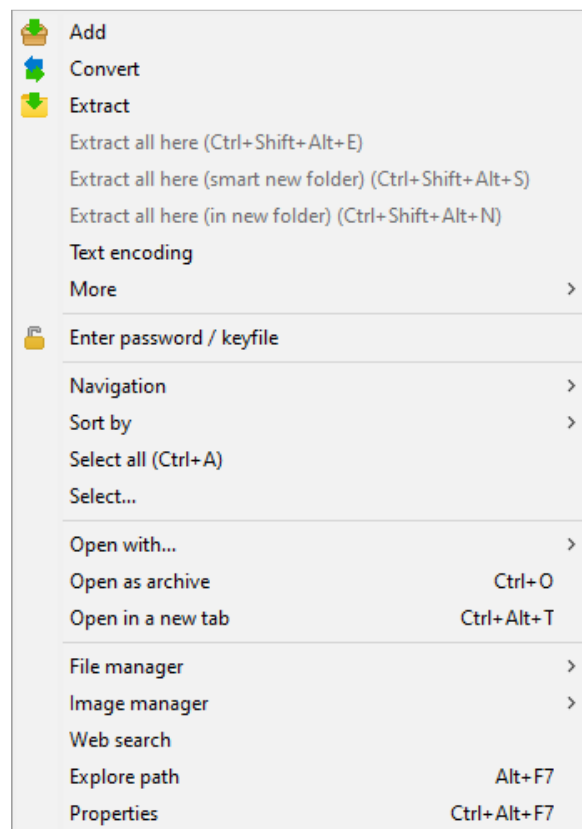 Add
Convert
Extract
Extract all here (Ctrl+Shift+Alt+E)
Extract all here (smart new folder) (Ctrl+Shift+Alt+S)
Extract all here (in new folder) (Ctrl+Shift+Alt+N)
Text encoding
More
Enter password / keyfile
Navigation
Sort by
Select all (Ctrl+A)
Select...
Open with...
Open as archive Ctrl+O
Open in a new tab Ctrl+Alt+T
File manager
Image manager
Web search
Explore path Alt+F7
Properties Ctrl+Alt+F7